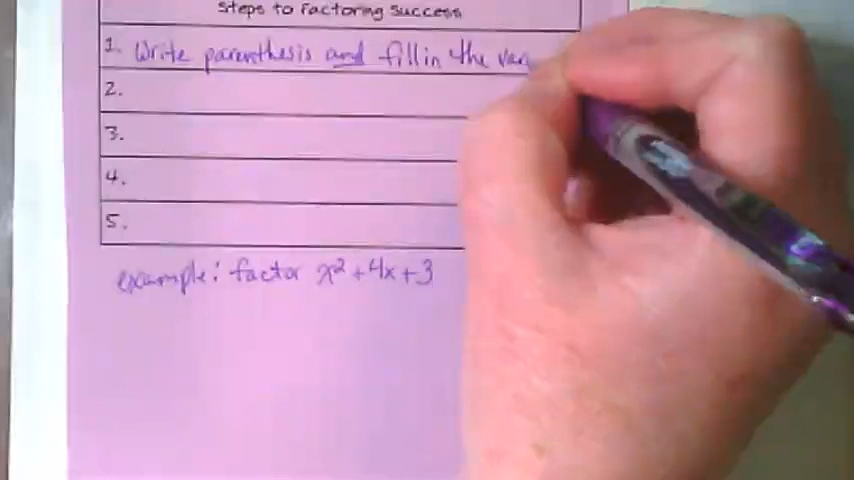 Steps to Factoring Success
1. Write parenthesis and fill in the
2.
3.
4.
5.
example: factor x² + 4x + 3